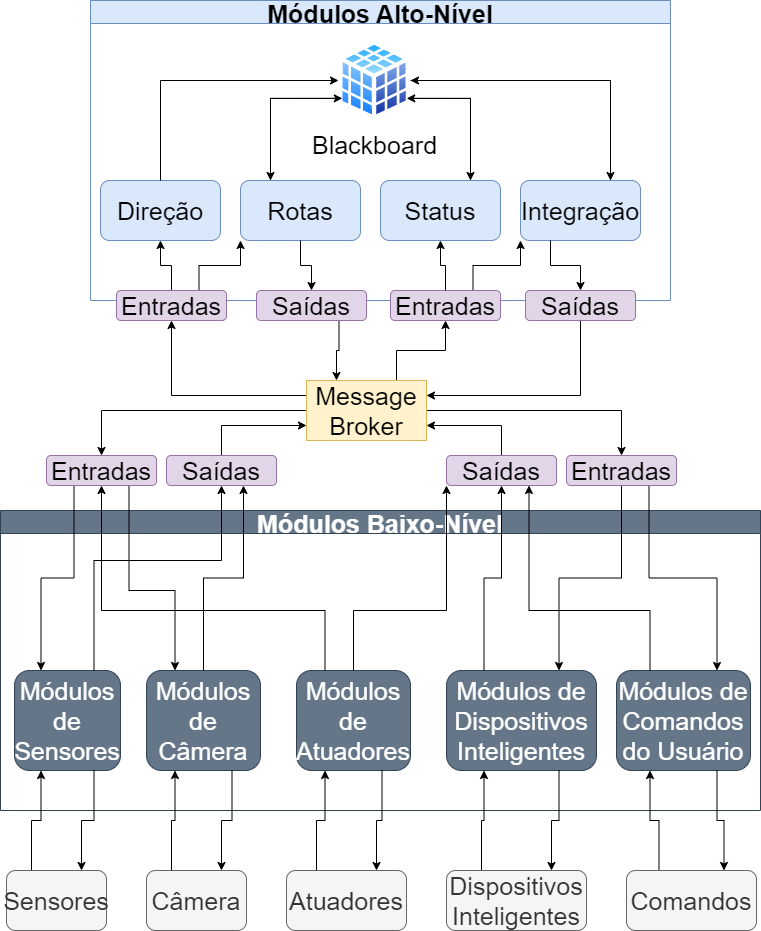 Módulos Alto-Nível
Blackboard
Direção
Rotas
Status
Integração
Entradas
Saídas
Entradas
Saídas
Message
Broker
Entradas
Saídas
Saídas
Entradas
Módulos Baixo-Nível
Módulos
de
Sensores
Módulos
de
Câmera
Módulos
de
Atuadores
Módulos de
Dispositivos
Inteligentes
Módulos de
Comandos
do Usuário
Sensores
Câmera
Atuadores
Dispositivos
Inteligentes
Comandos